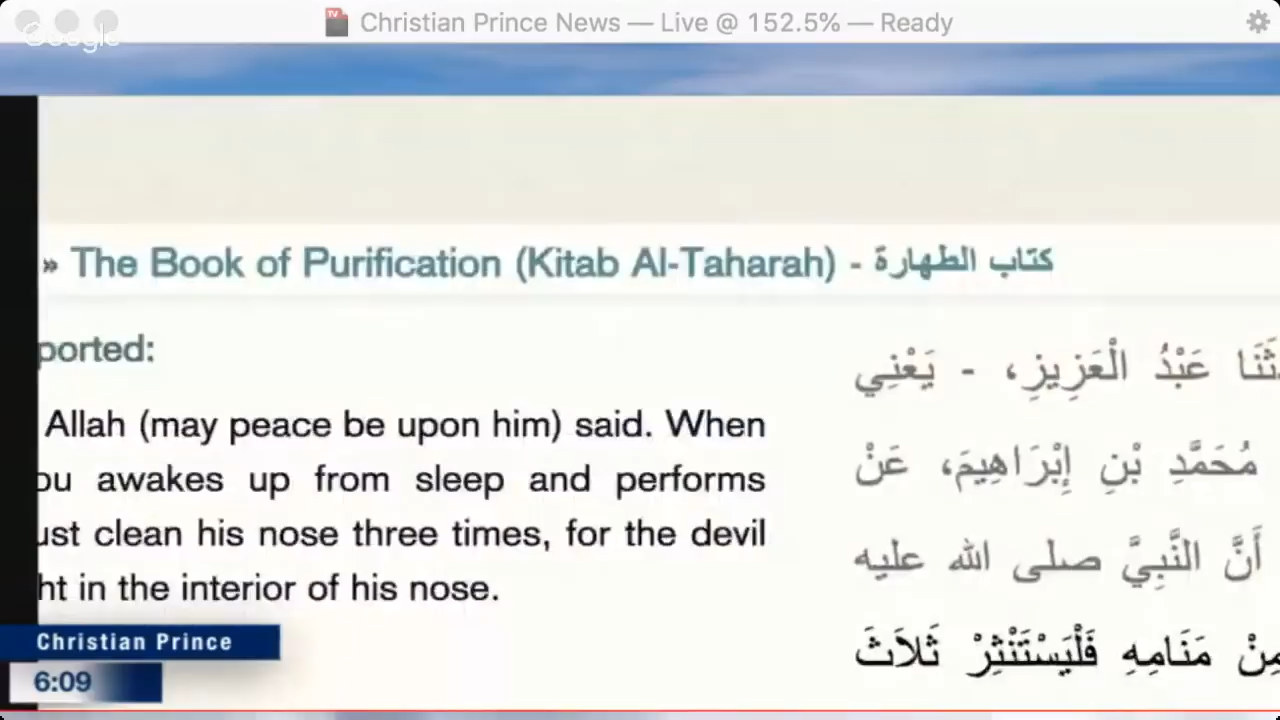 Google
Christian Prince News — Live @ 152.5% — Ready
» The Book of Purification (Kitab Al-Taharah) - كتاب الطهارة
ported:
Allah (may peace be upon him) said. When
ou awakes up from sleep and performs
ust clean his nose three times, for the devil
ht in the interior of his nose.
ثَنَا عَبْدُ الْعَزِيزِ، - يَعْنِي
مُحَمَّدِ بْنِ إِبْرَاهِيمَ، عَنْ
أَنَّ النَّبِيَّ صلى الله عليه
مِنْ مَنَامِهِ فَلْيَسْتَنْثِرْ ثَلاَثَ
Christian Prince
6:09